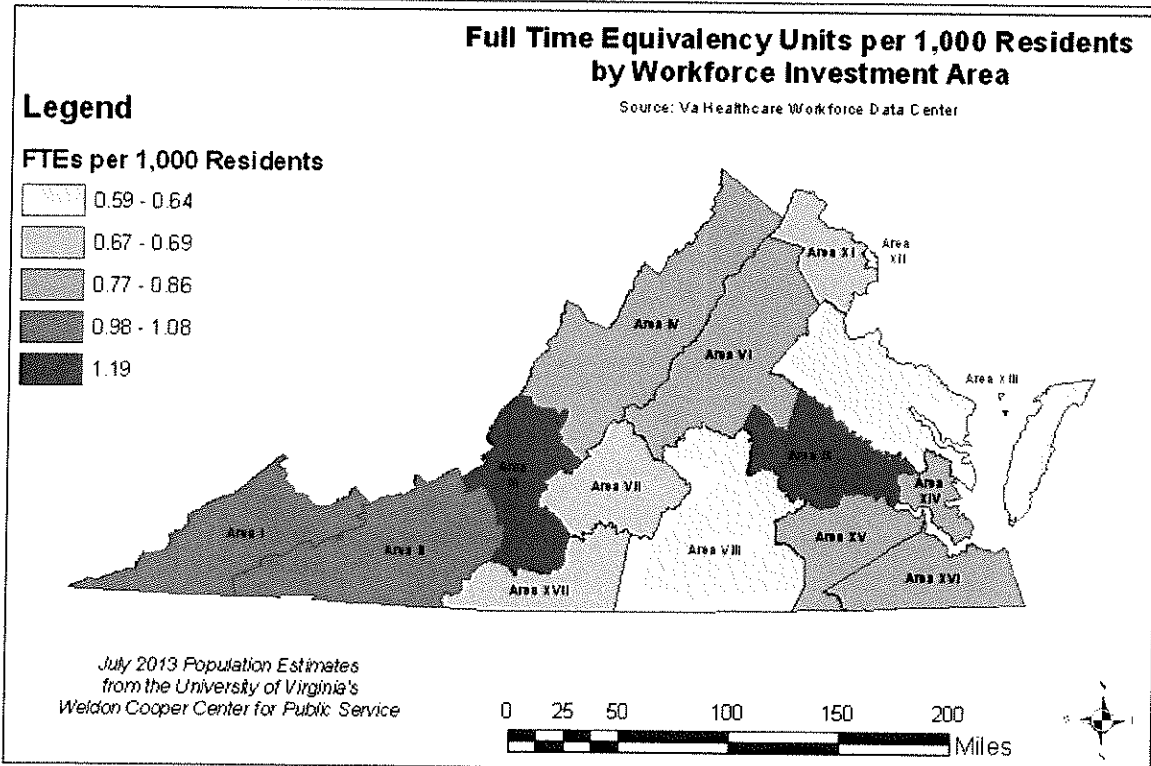 Full Time Equivalency Units per 1,000 Residents
by Workforce Investment Area
Source: Va Healthcare Workforce Data Center
Legend
FTEs per 1,000 Residents
0.59 - 0.64
0.67 - 0.69
0.77 - 0.86
0.98 - 1.08
1.19
Area XI
Area
XII
Area IV
Area VI
Area XIII
Area IX
Area
III
Area VII
Area
XIV
Area I
Area II
Area VIII
Area XV
Area XVI
Area XVII
July 2013 Population Estimates
from the University of Virginia's
Weldon Cooper Center for Public Service
0 25 50 100 150 200
Miles